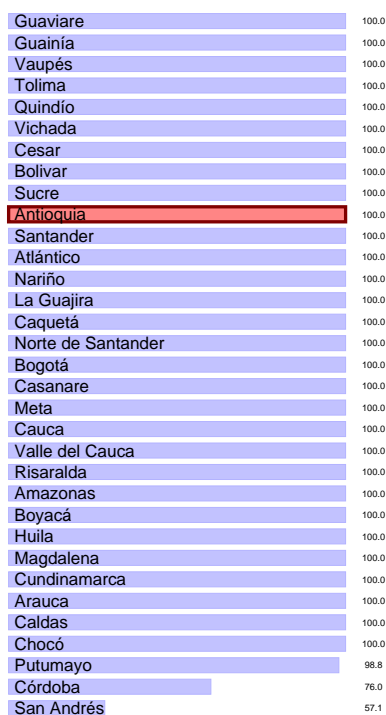 Guaviare 100.0
Guainía 100.0
Vaupés 100.0
Tolima 100.0
Quindío 100.0
Vichada 100.0
Cesar 100.0
Bolivar 100.0
Sucre 100.0
Antioquia 100.0
Santander 100.0
Atlántico 100.0
Nariño 100.0
La Guajira 100.0
Caquetá 100.0
Norte de Santander 100.0
Bogotá 100.0
Casanare 100.0
Meta 100.0
Cauca 100.0
Valle del Cauca 100.0
Risaralda 100.0
Amazonas 100.0
Boyacá 100.0
Huila 100.0
Magdalena 100.0
Cundinamarca 100.0
Arauca 100.0
Caldas 100.0
Chocó 100.0
Putumayo 98.8
Córdoba 76.0
San Andrés 57.1